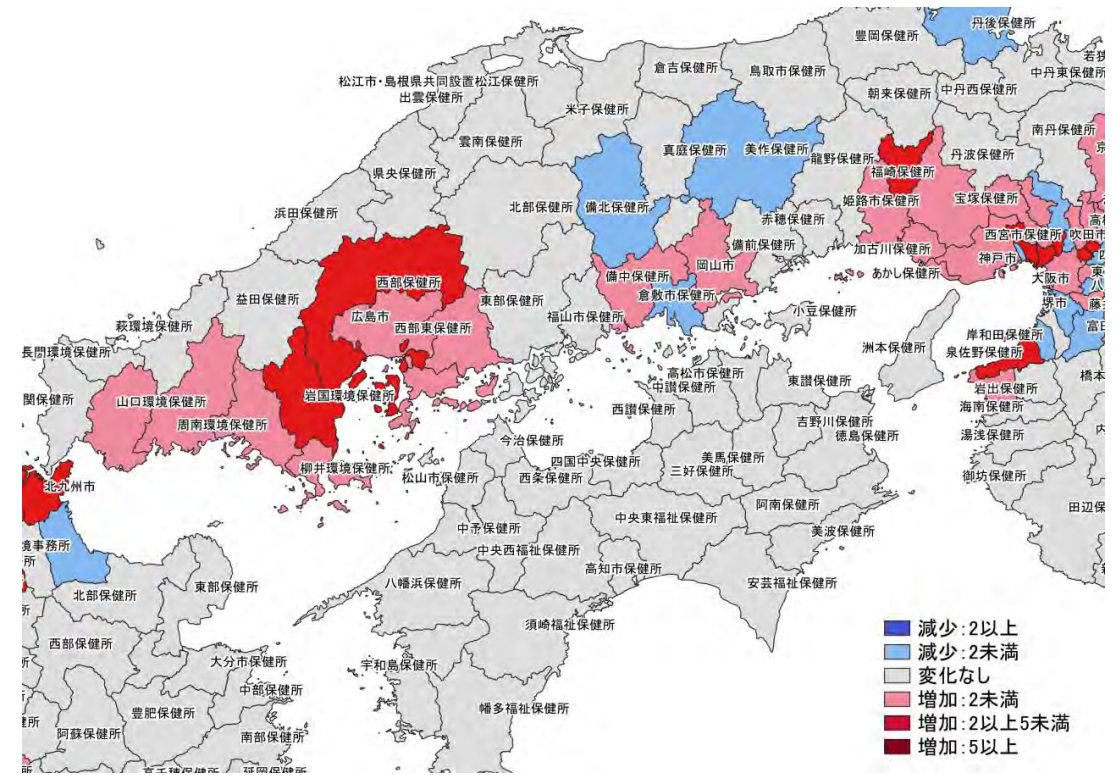 丹後保健所
豊岡保健所
若狭
中丹東保健所
倉吉保健所
鳥取市保健所
松江市・島根県共同設置松江保健所
朝来保健所
中丹西保健所
出雲保健所
米子保健所
南丹保健所
雲南保健所
真庭保健所
美作保健所
龍野保健所
丹波保健所
県央保健所
福崎保健所
姫路市保健所
宝塚保健所
浜田保健所
北部保健所
備北保健所
赤穂保健所
西宮市保健所
吹田市
備前保健所
加古川保健所
神戸市
岡山市
西部保健所
備中保健所
あかし保健所
大阪市
益田保健所
東部保健所
倉敷市保健所
堺市
広島市
福山市保健所
小豆保健所
萩環境保健所
西部東保健所
岸和田保健所
洲本保健所
長門環境保健所
泉佐野保健所
高松市保健所
中讃保健所
東讃保健所
岩国環境保健所
岩出保健所
山口環境保健所
西讃保健所
海南保健所
周南環境保健所
吉野川保健所
徳島保健所
湯浅保健所
今治保健所
美馬保健所
四国中央保健所
柳井環境保健所
三好保健所
松山市保健所
西条保健所
御坊保健所
北九州市
阿南保健所
中央東福祉保健所
中予保健所
美波保健所
中央西福祉保健所
高知市保健所
八幡浜保健所
安芸福祉保健所
東部保健所
北部保健所
須崎福祉保健所
西部保健所
大分市保健所
宇和島保健所
中部保健所
幡多福祉保健所
豊肥保健所
阿蘇保健所
南部保健所
高千穂保健所
延岡保健所
減少:2以上
減少:2未満
変化なし
増加:2未満
増加:2以上5未満
増加:5以上